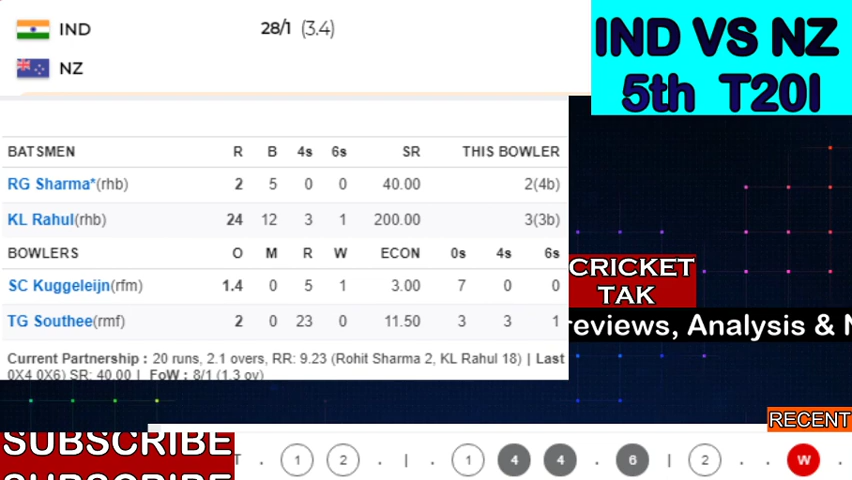 IND 28/1 (3.4)
NZ
IND VS NZ
5th T20I
BATSMEN R B 4s 6s SR THIS BOWLER
RG Sharma*(rhb) 2 5 0 0 40.00 2(4b)
KL Rahul(rhb) 24 12 3 1 200.00 3(3b)
BOWLERS O M R W ECON 0s 4s 6s
SC Kuggeleijn(rfm) 1.4 0 5 1 3.00 7 0 0
TG Southee(rmf) 2 0 23 0 11.50 3 3 1
Current Partnership : 20 runs, 2.1 overs, RR: 9.23 (Rohit Sharma 2, KL Rahul 18) | Last
0X4 0X6) SR: 40.00 | FoW : 8/1 (1.3 ov)
CRICKET
TAK
reviews, Analysis & N
RECENT
SUBSCRIBE
SUBSCRIBE
T . 1 2 . | . 1 4 4 . 6 | 2 . . W .